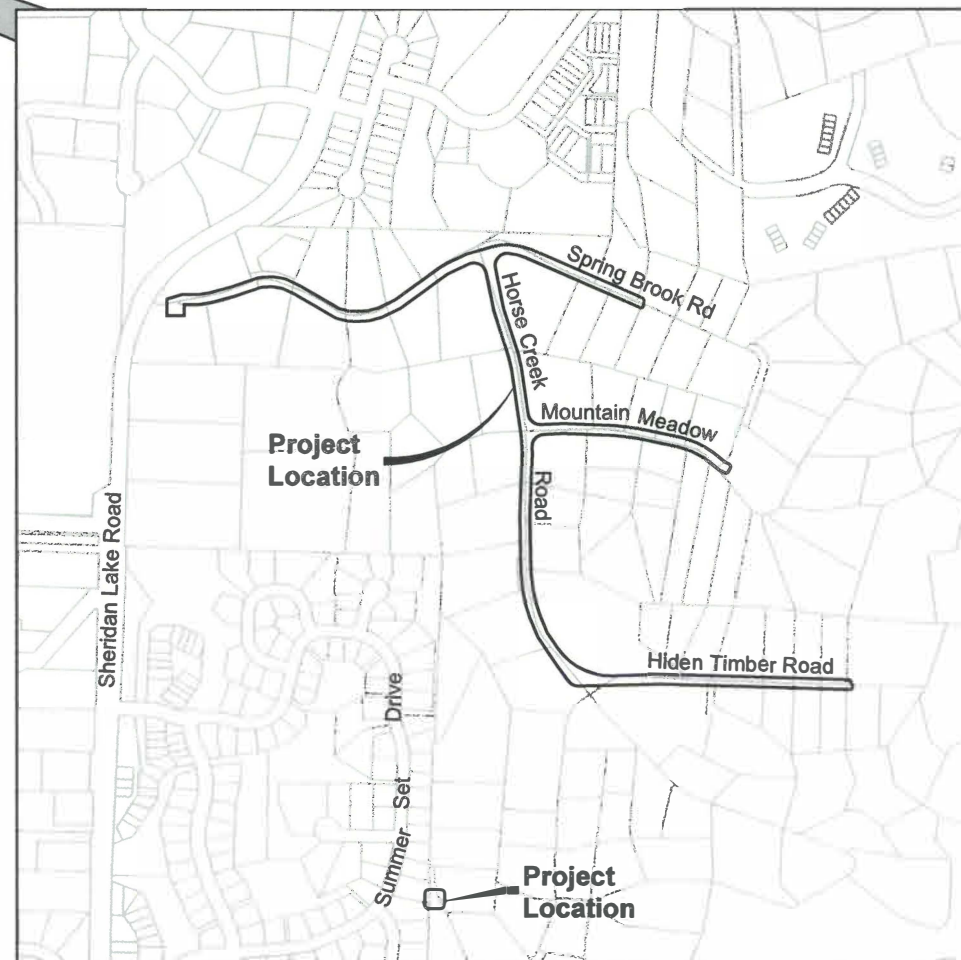 Spring Brook Rd
Horse Creek
Road
Mountain Meadow
Project
Location
Sheridan Lake Road
Hiden Timber Road
Summer Set Drive
Project
Location